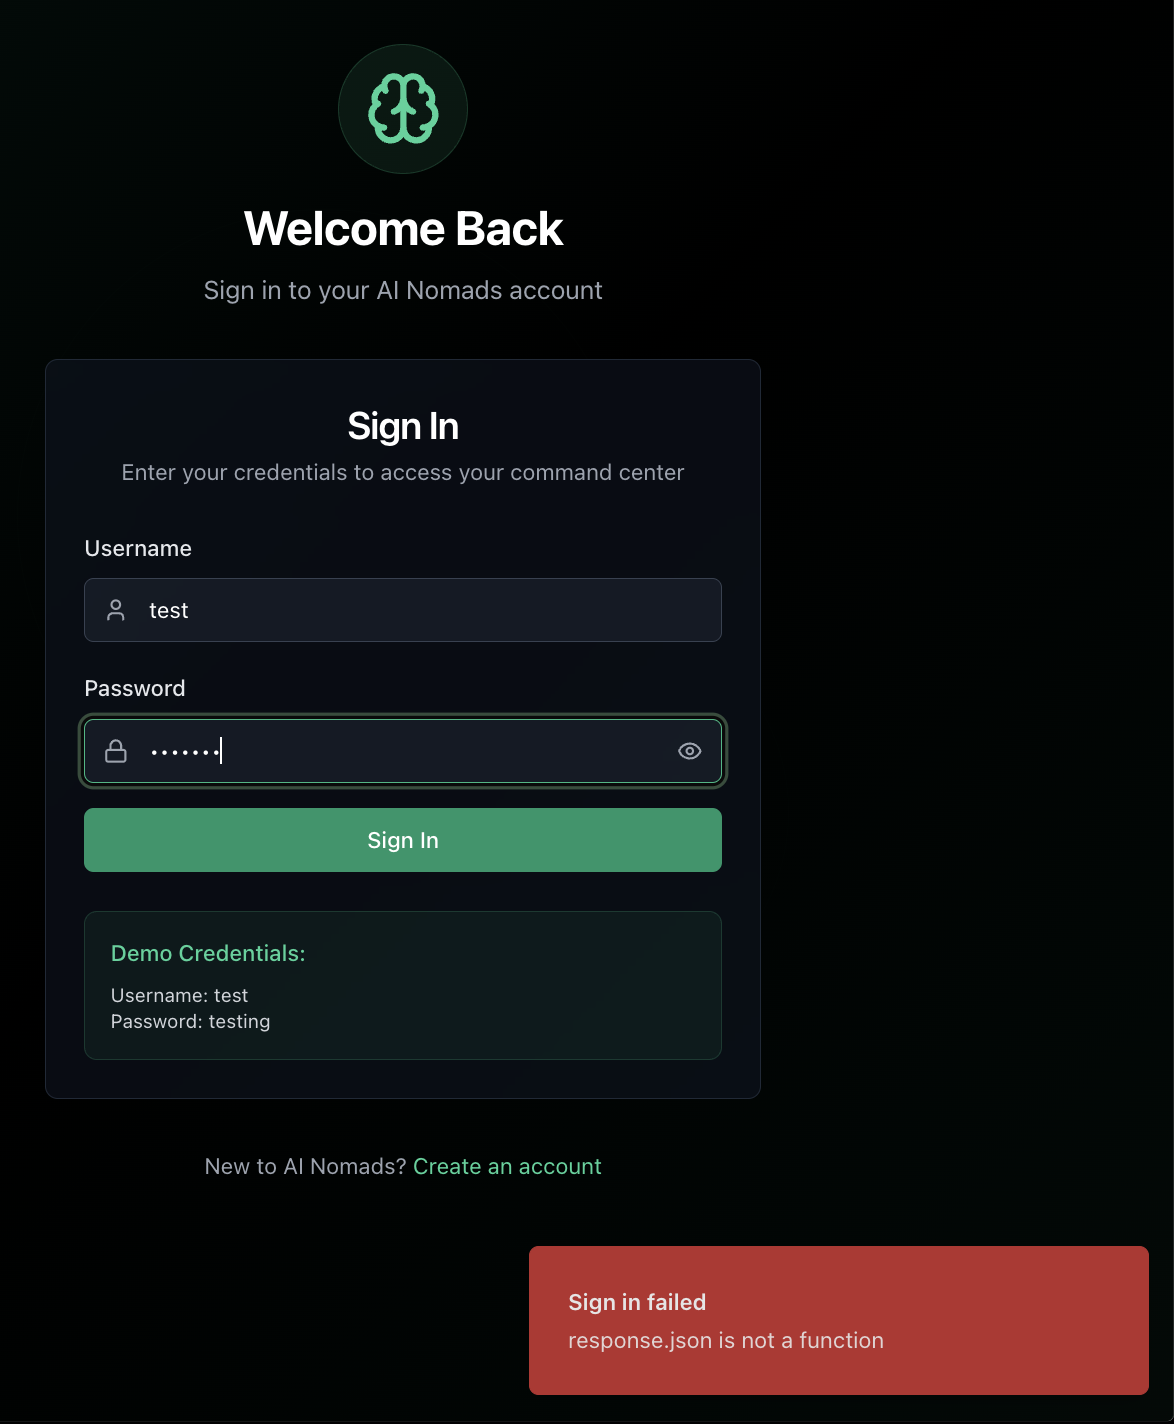 Welcome Back
Sign in to your AI Nomads account
Sign In
Enter your credentials to access your command center
Username
test
Password
•••••••
Sign In
Demo Credentials:
Username: test
Password: testing
New to AI Nomads? Create an account
Sign in failed
response.json is not a function